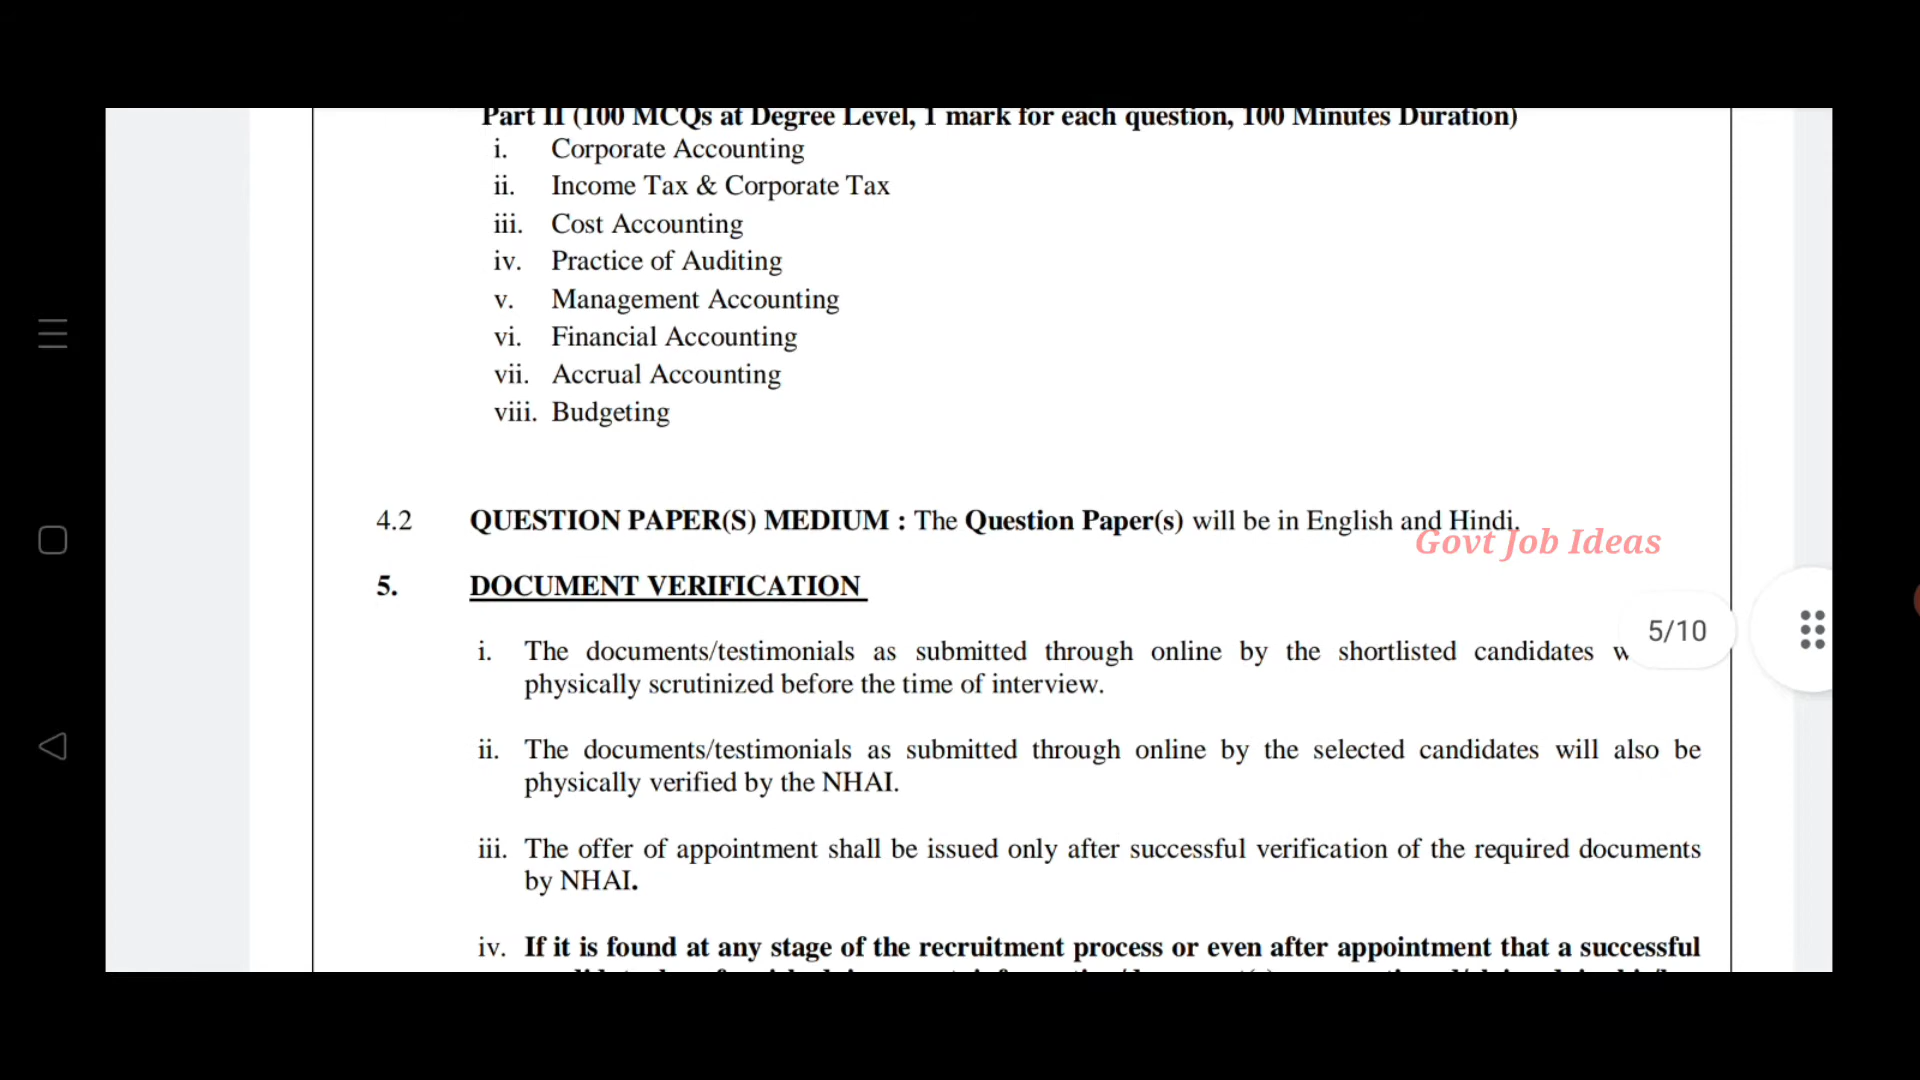 Part II (100 MCQs at Degree Level, 1 mark for each question, 100 Minutes Duration)
i. Corporate Accounting
ii. Income Tax & Corporate Tax
iii. Cost Accounting
iv. Practice of Auditing
v. Management Accounting
vi. Financial Accounting
vii. Accrual Accounting
viii. Budgeting
4.2 QUESTION PAPER(S) MEDIUM : The Question Paper(s) will be in English and Hindi.
Govt Job Ideas
5. DOCUMENT VERIFICATION
5/10
i. The documents/testimonials as submitted through online by the shortlisted candidates
physically scrutinized before the time of interview.
ii. The documents/testimonials as submitted through online by the selected candidates will also be
physically verified by the NHAI.
iii. The offer of appointment shall be issued only after successful verification of the required documents
by NHAI.
iv. If it is found at any stage of the recruitment process or even after appointment that a successful